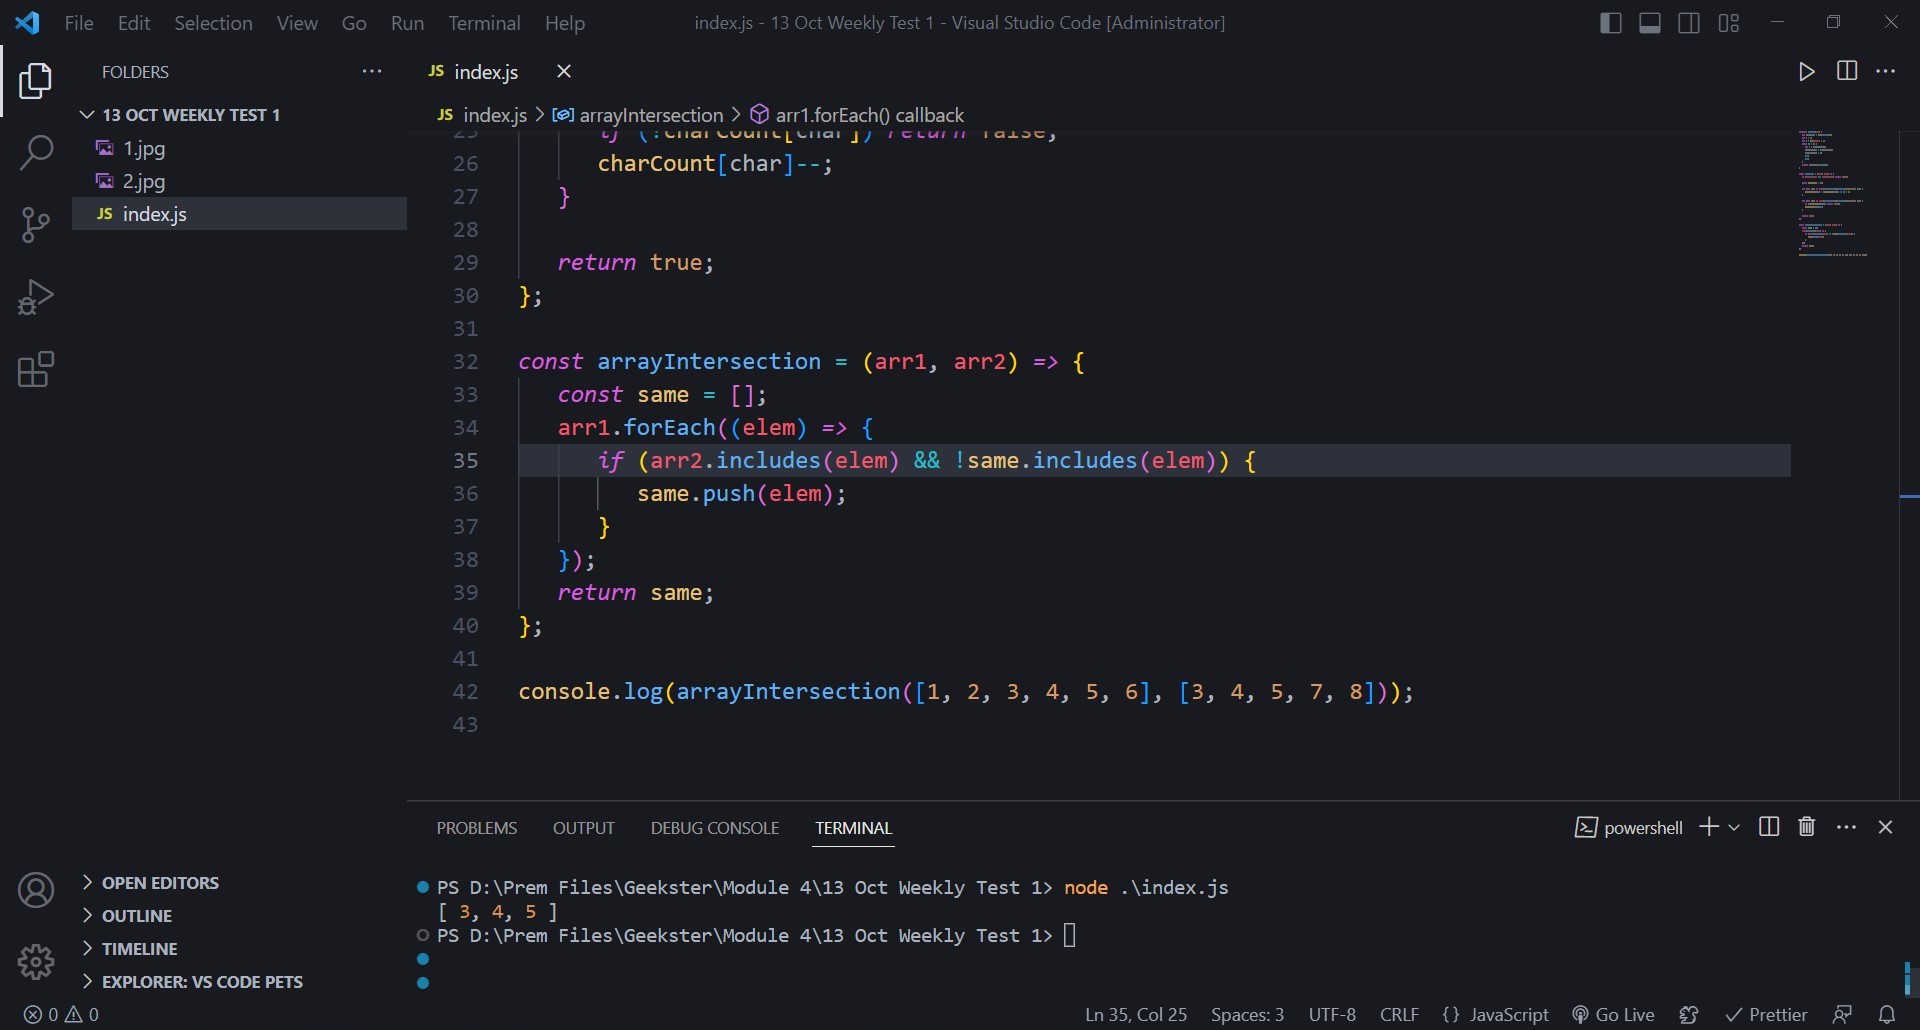 File Edit Selection View Go Run Terminal Help
index.js - 13 Oct Weekly Test 1 - Visual Studio Code [Administrator]
FOLDERS
13 OCT WEEKLY TEST 1
1.jpg
2.jpg
JS index.js
OPEN EDITORS
OUTLINE
TIMELINE
EXPLORER: VS CODE PETS
JS index.js
JS index.js > arrayIntersection > arr1.forEach() callback
25 if (!charCount[char]) return false;
26 charCount[char]--;
27 }
28
29 return true;
30 };
31
32 const arrayIntersection = (arr1, arr2) => {
33 const same = [];
34 arr1.forEach((elem) => {
35 if (arr2.includes(elem) && !same.includes(elem)) {
36 same.push(elem);
37 }
38 });
39 return same;
40 };
41
42 console.log(arrayIntersection([1, 2, 3, 4, 5, 6], [3, 4, 5, 7, 8]));
43
PROBLEMS OUTPUT DEBUG CONSOLE TERMINAL
powershell
PS D:\Prem Files\Geekster\Module 4\13 Oct Weekly Test 1> node .\index.js
[ 3, 4, 5 ]
PS D:\Prem Files\Geekster\Module 4\13 Oct Weekly Test 1>
0 0
Ln 35, Col 25 Spaces: 3 UTF-8 CRLF {} JavaScript Go Live Prettier